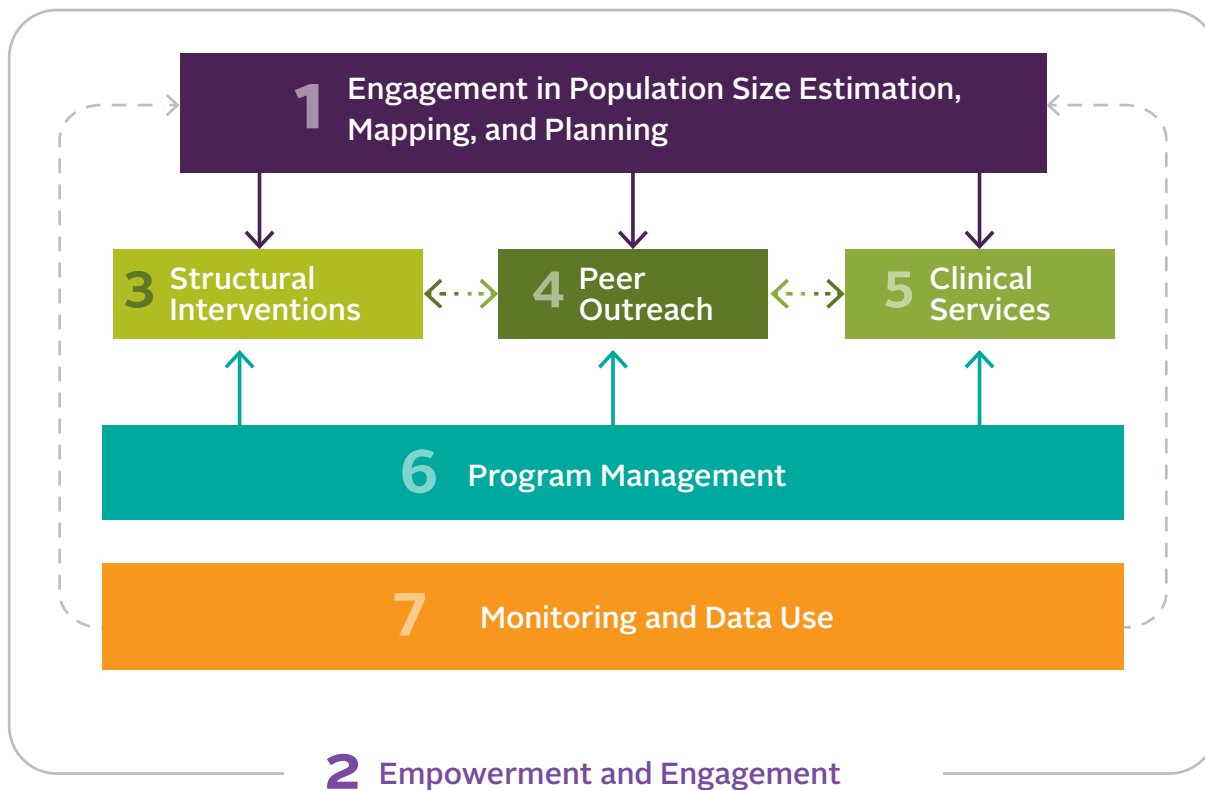 1 Engagement in Population Size Estimation,
Mapping, and Planning
3 Structural
Interventions
4 Peer
Outreach
5 Clinical
Services
6 Program Management
7 Monitoring and Data Use
2 Empowerment and Engagement